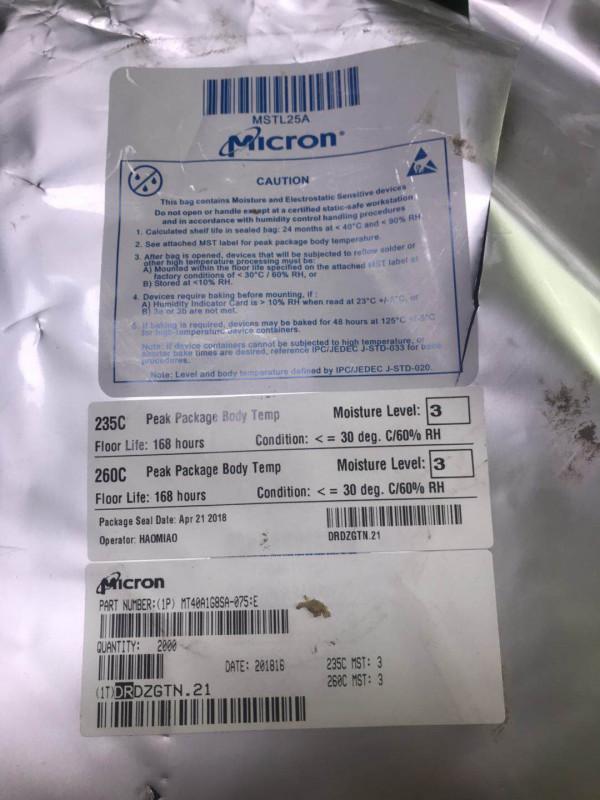 MSTL25A
Micron®
CAUTION
This bag contains Moisture and Electrostatic Sensitive devices
Do not open or handle except at a certified static-safe workstation
and in accordance with humidity control handling procedures
1. Calculated shelf life in sealed bag: 24 months at < 40°C and < 90% RH
2. See attached MST label for peak package body temperature.
3. After bag is opened, devices that will be subjected to reflow solder or
other high temperature processing must be:
A) Mounted within the floor life specified on the attached MST label at
factory conditions of < 30°C / 60% RH, or
B) Stored at <10% RH.
4. Devices require baking before mounting, if :
A) Humidity Indicator Card is > 10% RH when read at 23°C +/-5°C, or
B) 3a or 3b are not met.
5. If baking is required, devices may be baked for 48 hours at 125°C +/-5°C
for high-temperature device containers.
Note: If device containers cannot be subjected to high temperature, or
shorter bake times are desired, reference IPC/JEDEC J-STD-033 for bake
procedures.
Note: Level and body temperature defined by IPC/JEDEC J-STD-020.
235C Peak Package Body Temp Moisture Level: 3
Floor Life: 168 hours Condition: < = 30 deg. C/60% RH
260C Peak Package Body Temp Moisture Level: 3
Floor Life: 168 hours Condition: < = 30 deg. C/60% RH
Package Seal Date: Apr 21 2018
Operator: HAOMIAO DRDZGTN.21
Micron
PART NUMBER:(1P) MT40A1G8SA-075:E
QUANTITY: 2000
DATE: 201816 235C MST: 3
260C MST: 3
(1T)DRDZGTN.21